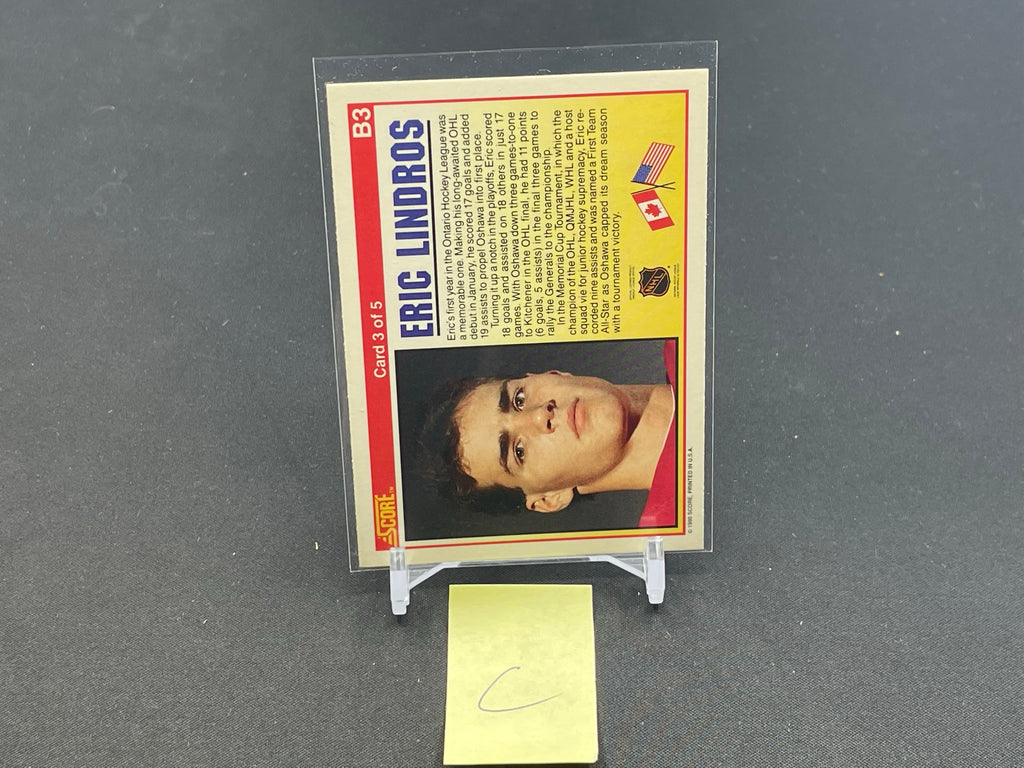 SCORE™ Card 3 of 5 B3
ERIC LINDROS
Eric's first year in the Ontario Hockey League was
a memorable one. Making his long-awaited OHL
debut in January, he scored 17 goals and added
19 assists to propel Oshawa into first place.
Turning it up a notch in the playoffs, Eric scored
18 goals and assisted on 18 others in just 17
games. With Oshawa down three games-to-one
to Kitchener in the OHL final, he had 11 points
(6 goals, 5 assists) in the final three games to
rally the Generals to the championship.
In the Memorial Cup Tournament, in which the
champion of the OHL, QMJHL, WHL and a host
squad vie for junior hockey supremacy, Eric re-
corded nine assists and was named a First Team
All-Star as Oshawa capped its dream season
with a tournament victory.
NHL
© 1990 SCORE, PRINTED IN U.S.A.
C